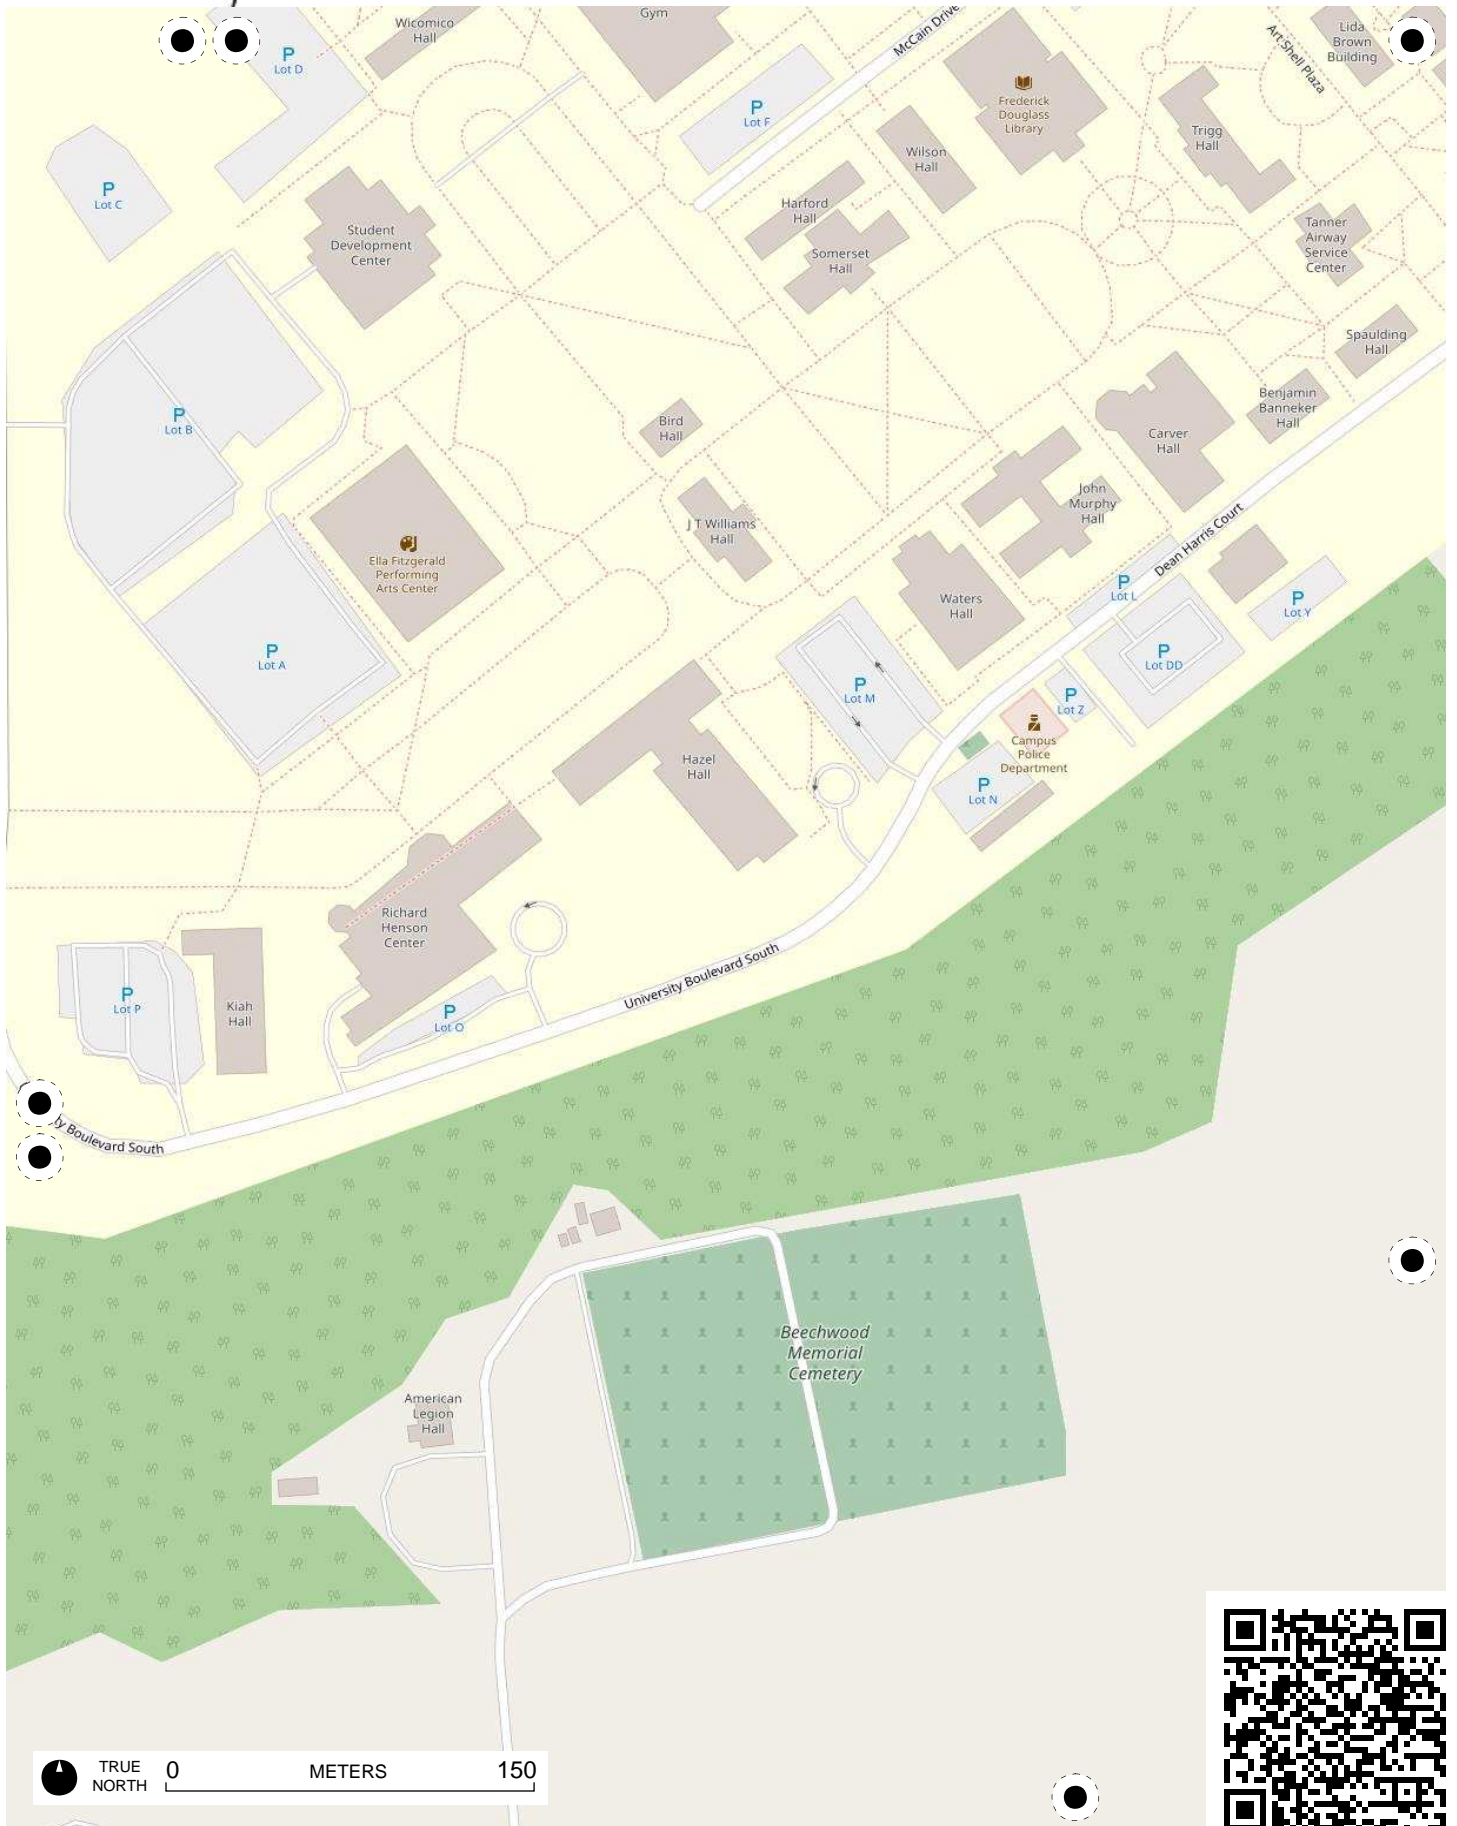 Gym
Wicomico
Hall
McCain Drive
Lida
Brown
Building
Art Shell Plaza
P
Lot D
P
Lot F
Frederick
Douglass
Library
Trigg
Hall
Wilson
Hall
P
Lot C
Harford
Hall
Student
Development
Center
Somerset
Hall
Tanner
Airway
Service
Center
Spaulding
Hall
Benjamin
Banneker
Hall
P
Lot B
Bird
Hall
Carver
Hall
John
Murphy
Hall
J T Williams
Hall
Dean Harris Court
Ella Fitzgerald
Performing
Arts Center
P
Lot L
Waters
Hall
P
Lot Y
P
Lot A
P
Lot DD
P
Lot M
P
Lot Z
Campus
Police
Department
Hazel
Hall
P
Lot N
Richard
Henson
Center
University Boulevard South
P
Lot P
Kiah
Hall
P
Lot O
ty Boulevard South
Beechwood
Memorial
Cemetery
American
Legion
Hall
TRUE
NORTH
0 METERS 150